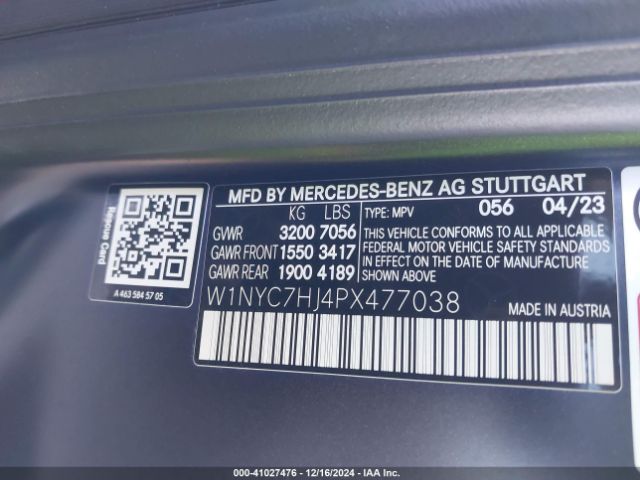 MFD BY MERCEDES-BENZ AG STUTTGART
KG LBS
GVWR 3200 7056
GAWR FRONT 1550 3417
GAWR REAR 1900 4189
TYPE: MPV 056 04/23
THIS VEHICLE CONFORMS TO ALL APPLICABLE
FEDERAL MOTOR VEHICLE SAFETY STANDARDS
IN EFFECT ON THE DATE OF MANUFACTURE
SHOWN ABOVE
AUSTRIA
W1NYC7HJ4PX477038
Rescue Card
A 463 584 57 05
000-41027476 • 12/16/2024 • IAA Inc.